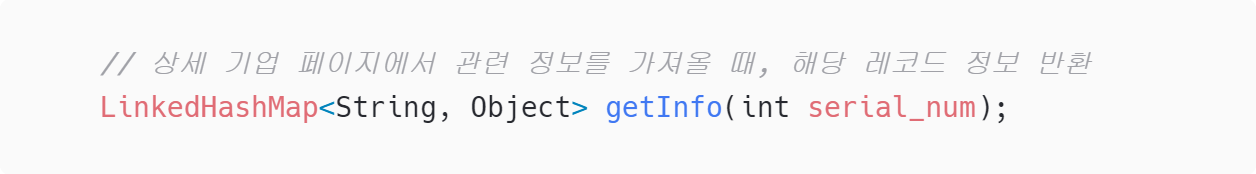 // 상세 기업 페이지에서 관련 정보를 가져올 때, 해당 레코드 정보 반환
LinkedHashMap<String, Object> getInfo(int serial_num);